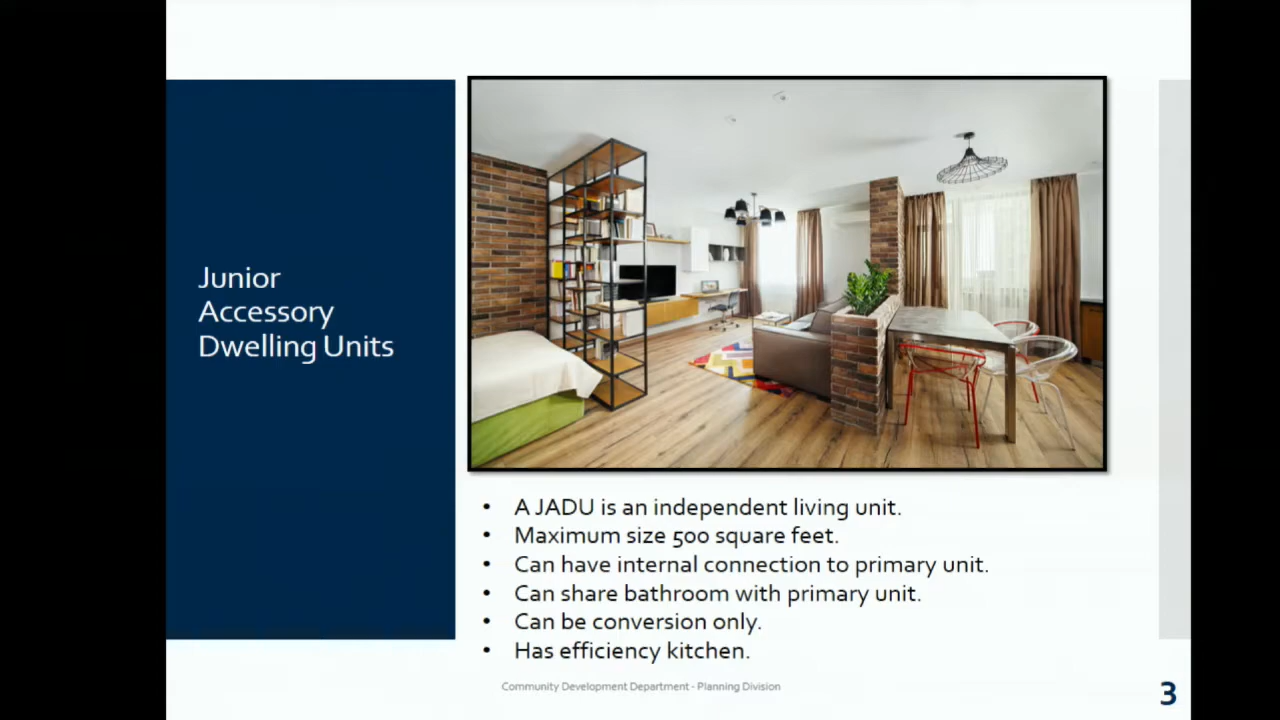 Junior
Accessory
Dwelling Units
• A JADU is an independent living unit.
• Maximum size 500 square feet.
• Can have internal connection to primary unit.
• Can share bathroom with primary unit.
• Can be conversion only.
• Has efficiency kitchen.
Community Development Department - Planning Division
3